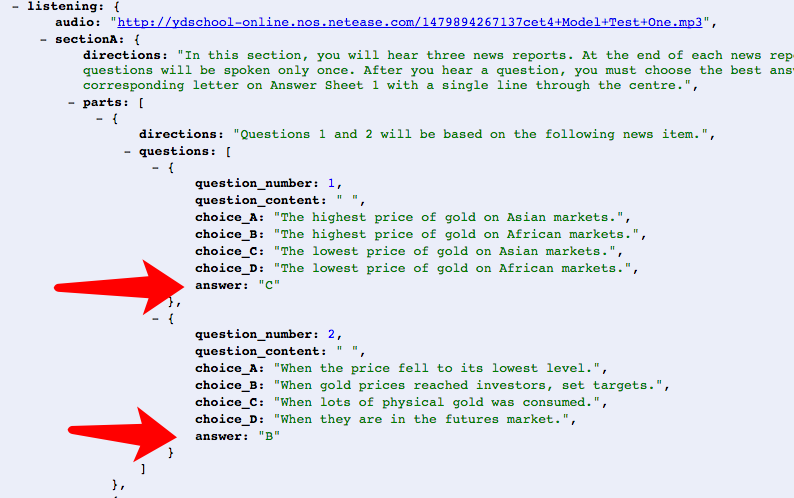 - listening: {
audio: "http://ydschool-online.nos.netease.com/1479894267137cet4+Model+Test+One.mp3",
- sectionA: {
directions: "In this section, you will hear three news reports. At the end of each news
questions will be spoken only once. After you hear a question, you must choose the best
corresponding letter on Answer Sheet 1 with a single line through the centre.",
- parts: [
- {
directions: "Questions 1 and 2 will be based on the following news item.",
- questions: [
- {
question_number: 1,
question_content: " ",
choice_A: "The highest price of gold on Asian markets.",
choice_B: "The highest price of gold on African markets.",
choice_C: "The lowest price of gold on Asian markets.",
choice_D: "The lowest price of gold on African markets.",
answer: "C"
},
- {
question_number: 2,
question_content: " ",
choice_A: "When the price fell to its lowest level.",
choice_B: "When gold prices reached investors, set targets.",
choice_C: "When lots of physical gold was consumed.",
choice_D: "When they are in the futures market.",
answer: "B"
}
]
},